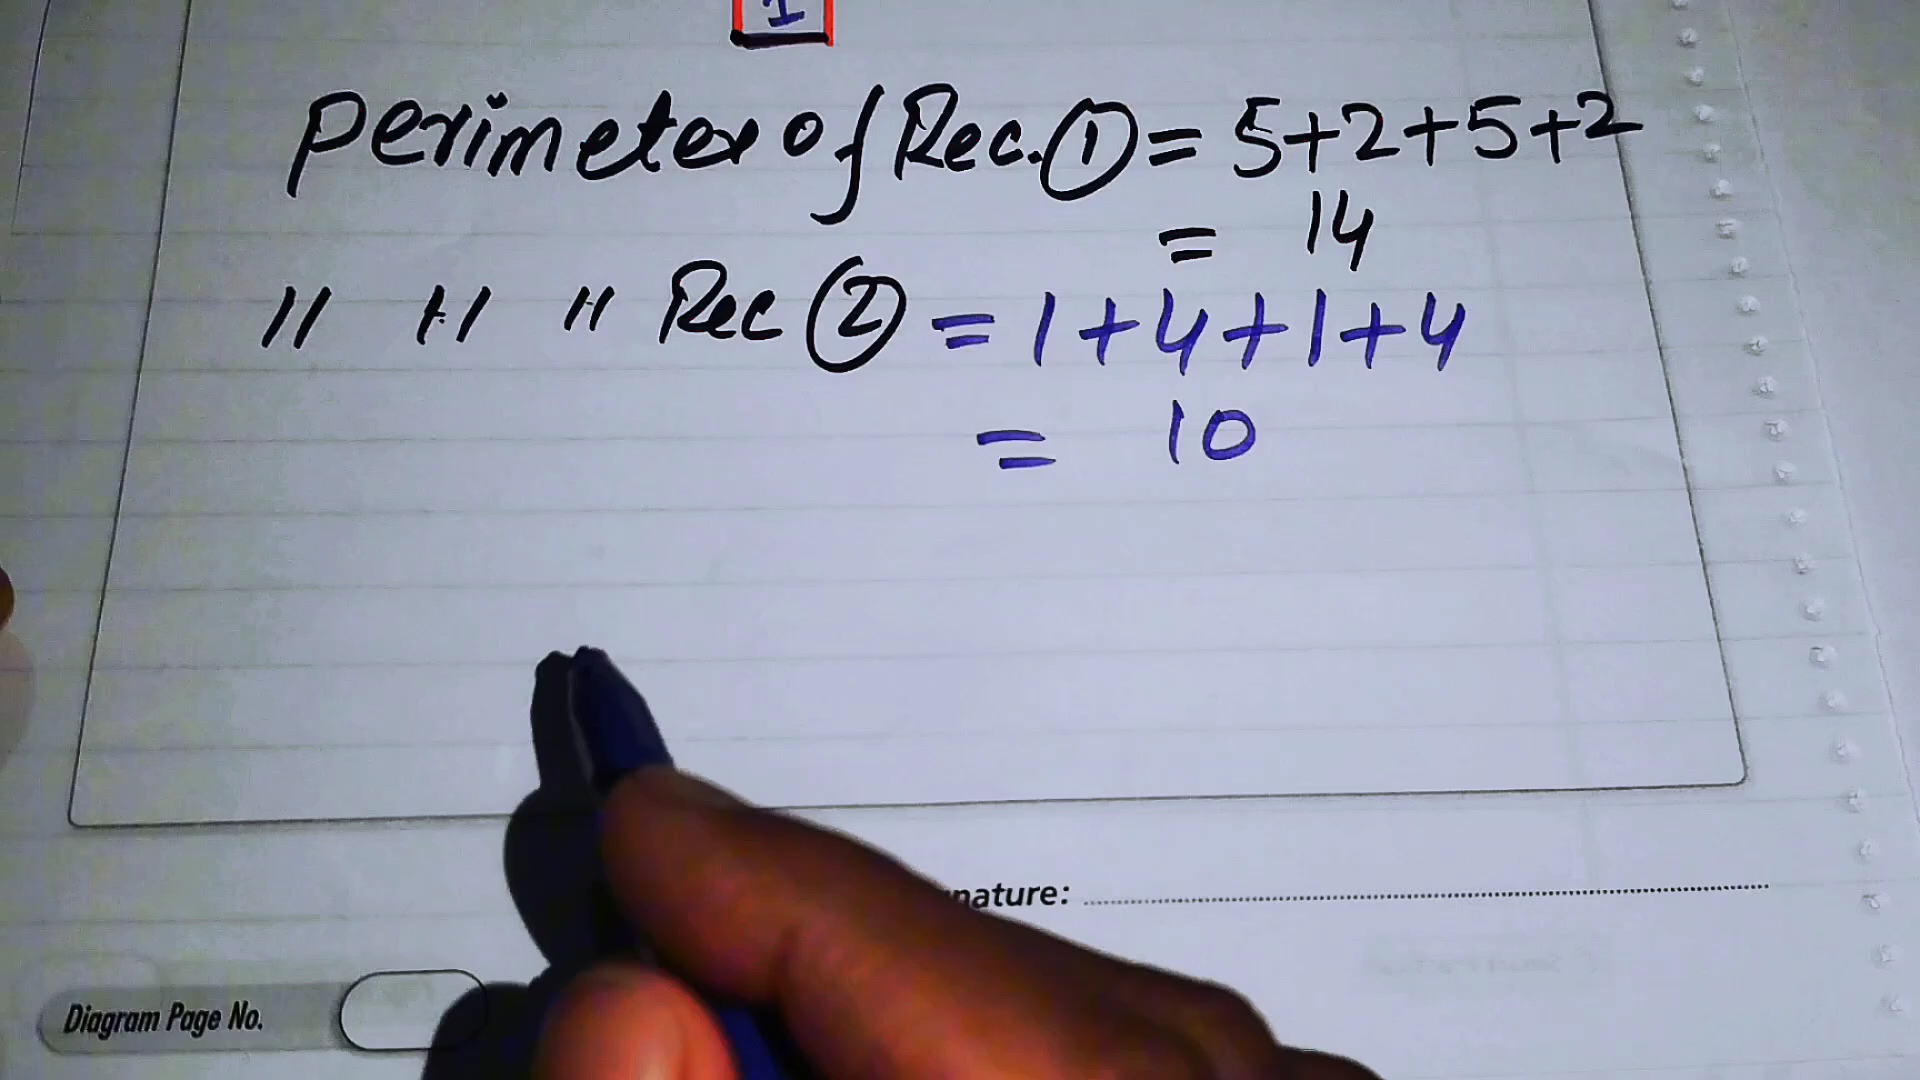 1
Perimeter of Rec. ① = 5+2+5+2
= 14
" " " Rec ② = 1+4+1+4
= 10
nature:
Diagram Page No.